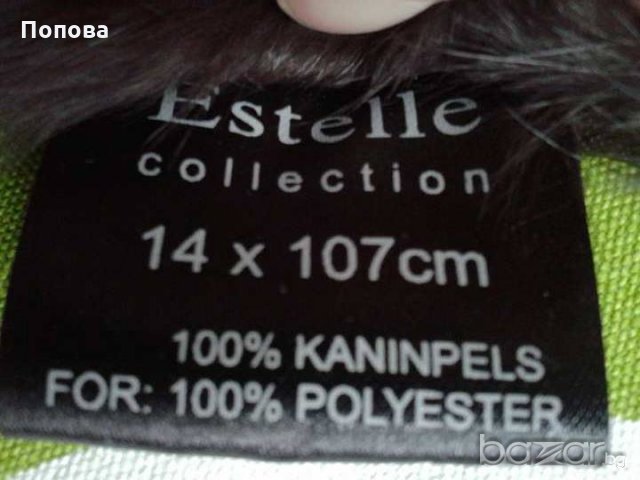 Попова
Estelle
collection
14 x 107cm
100% KANINPELS
FOR: 100% POLYESTER
bazar.bg